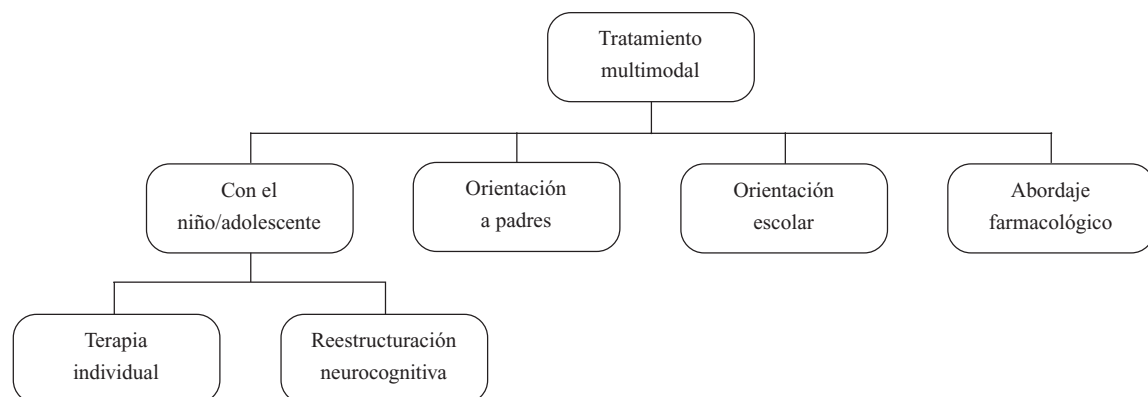 Tratamiento
multimodal
Con el
niño/adolescente
Orientación
a padres
Orientación
escolar
Abordaje
farmacológico
Terapia
individual
Reestructuración
neurocognitiva